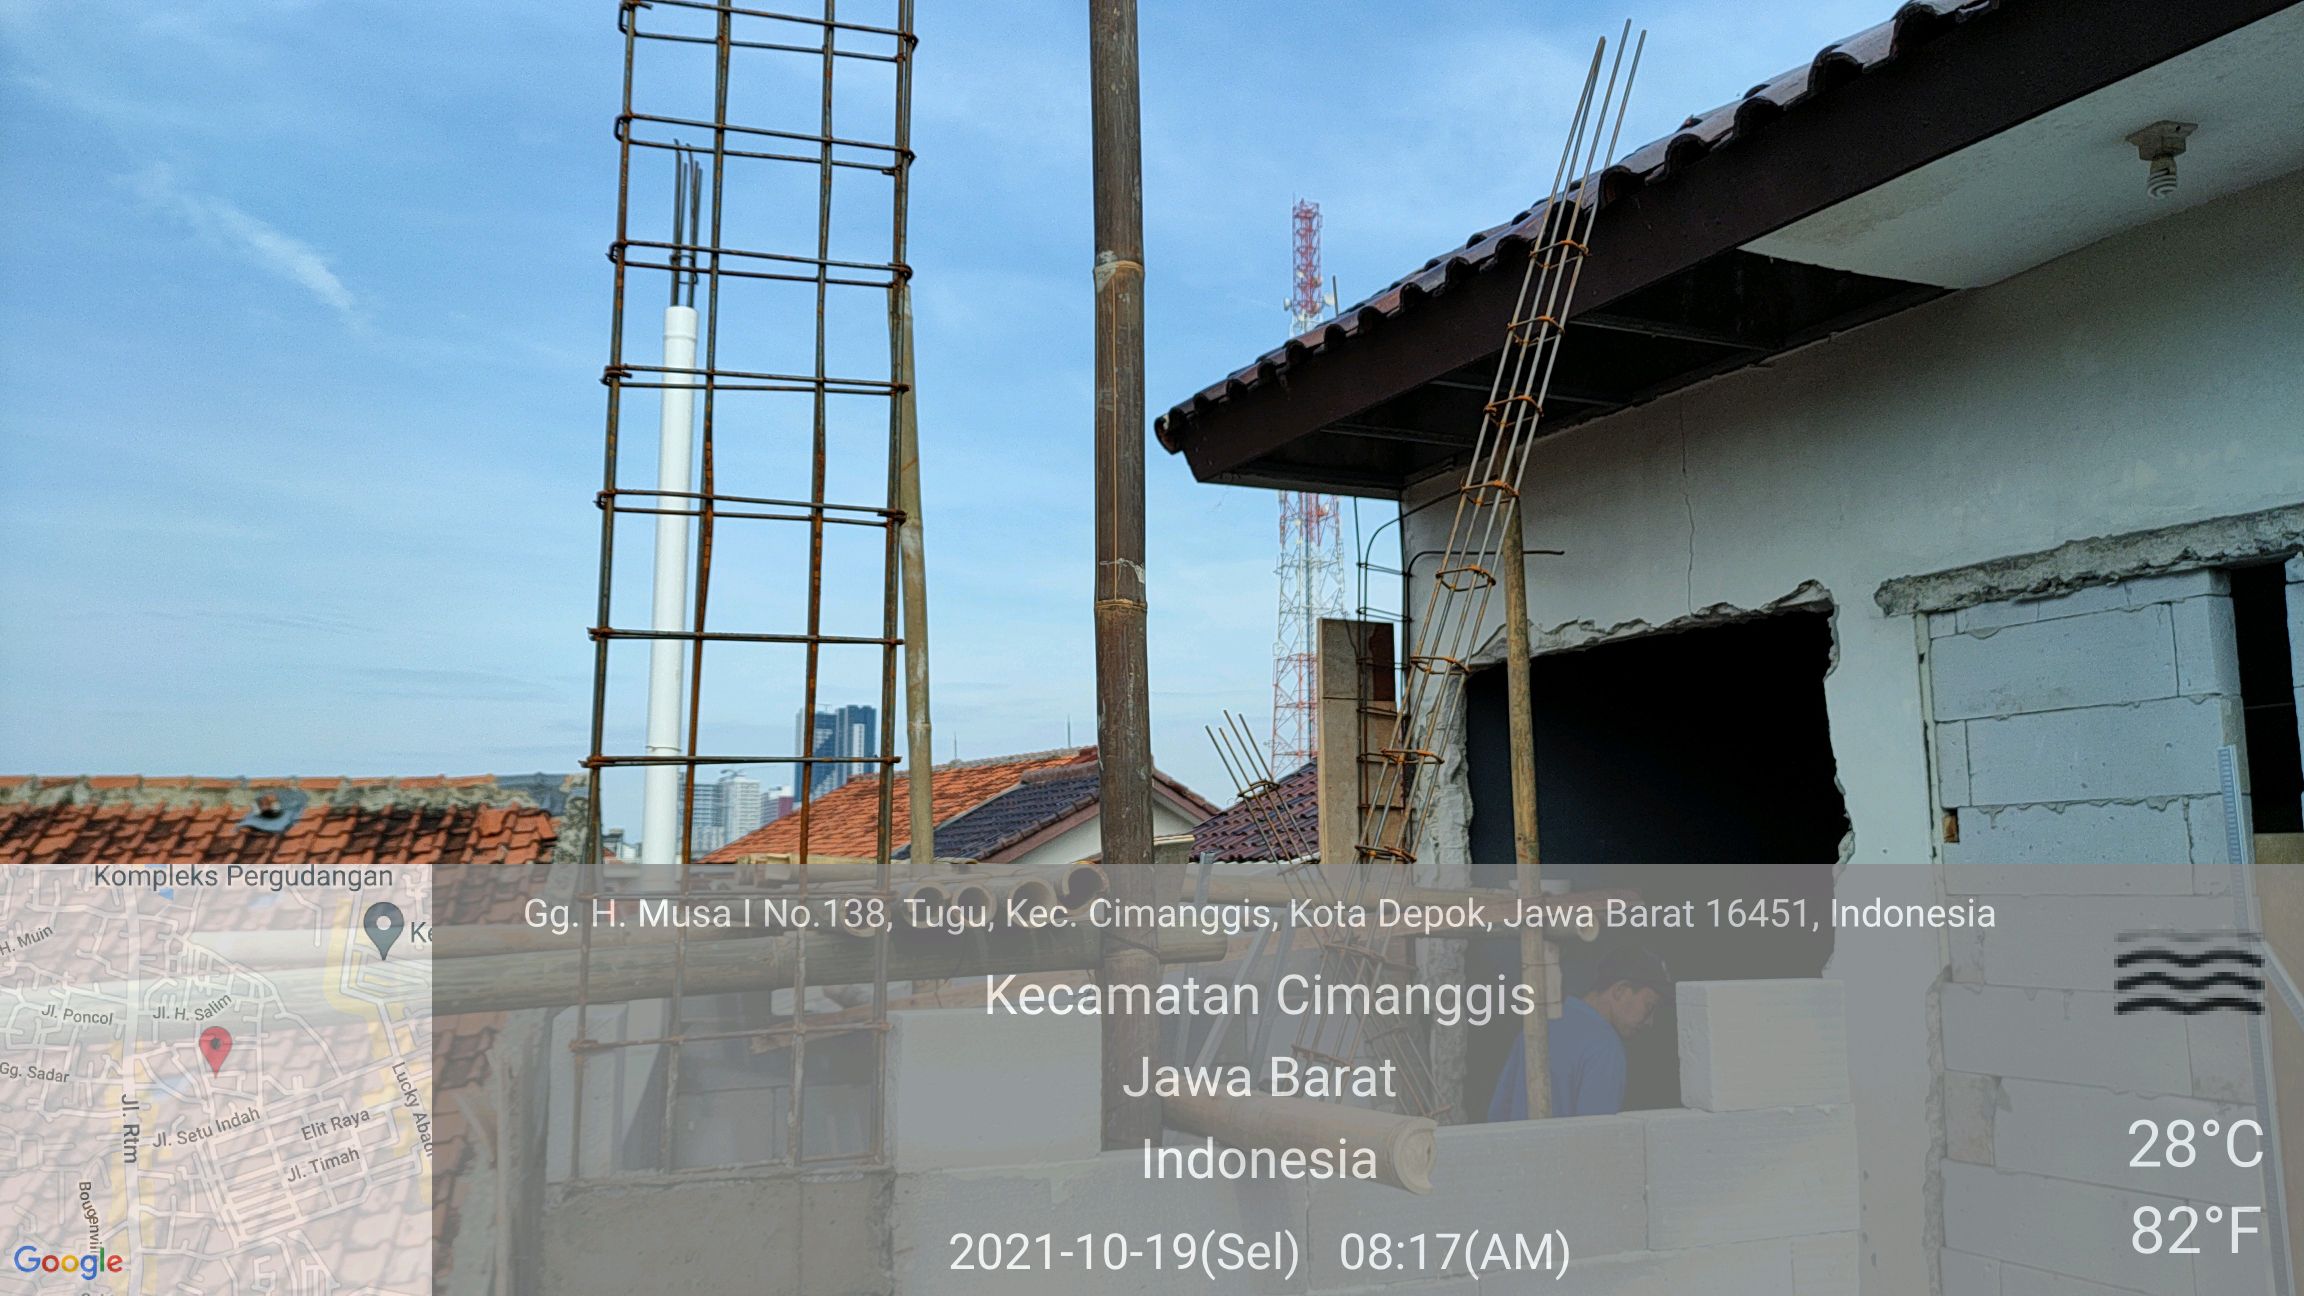 Kompleks Pergudangan
H. Muin
Jl. Poncol
Jl. H. Salim
Gg. Sadar
Jl. Rtm
Jl. Setu Indah
Elit Raya
Jl. Timah
Lucky Abadi
Google
Gg. H. Musa I No.138, Tugu, Kec. Cimanggis, Kota Depok, Jawa Barat 16451, Indonesia
Kecamatan Cimanggis
Jawa Barat
Indonesia
2021-10-19(Sel) 08:17(AM)
28°C
82°F